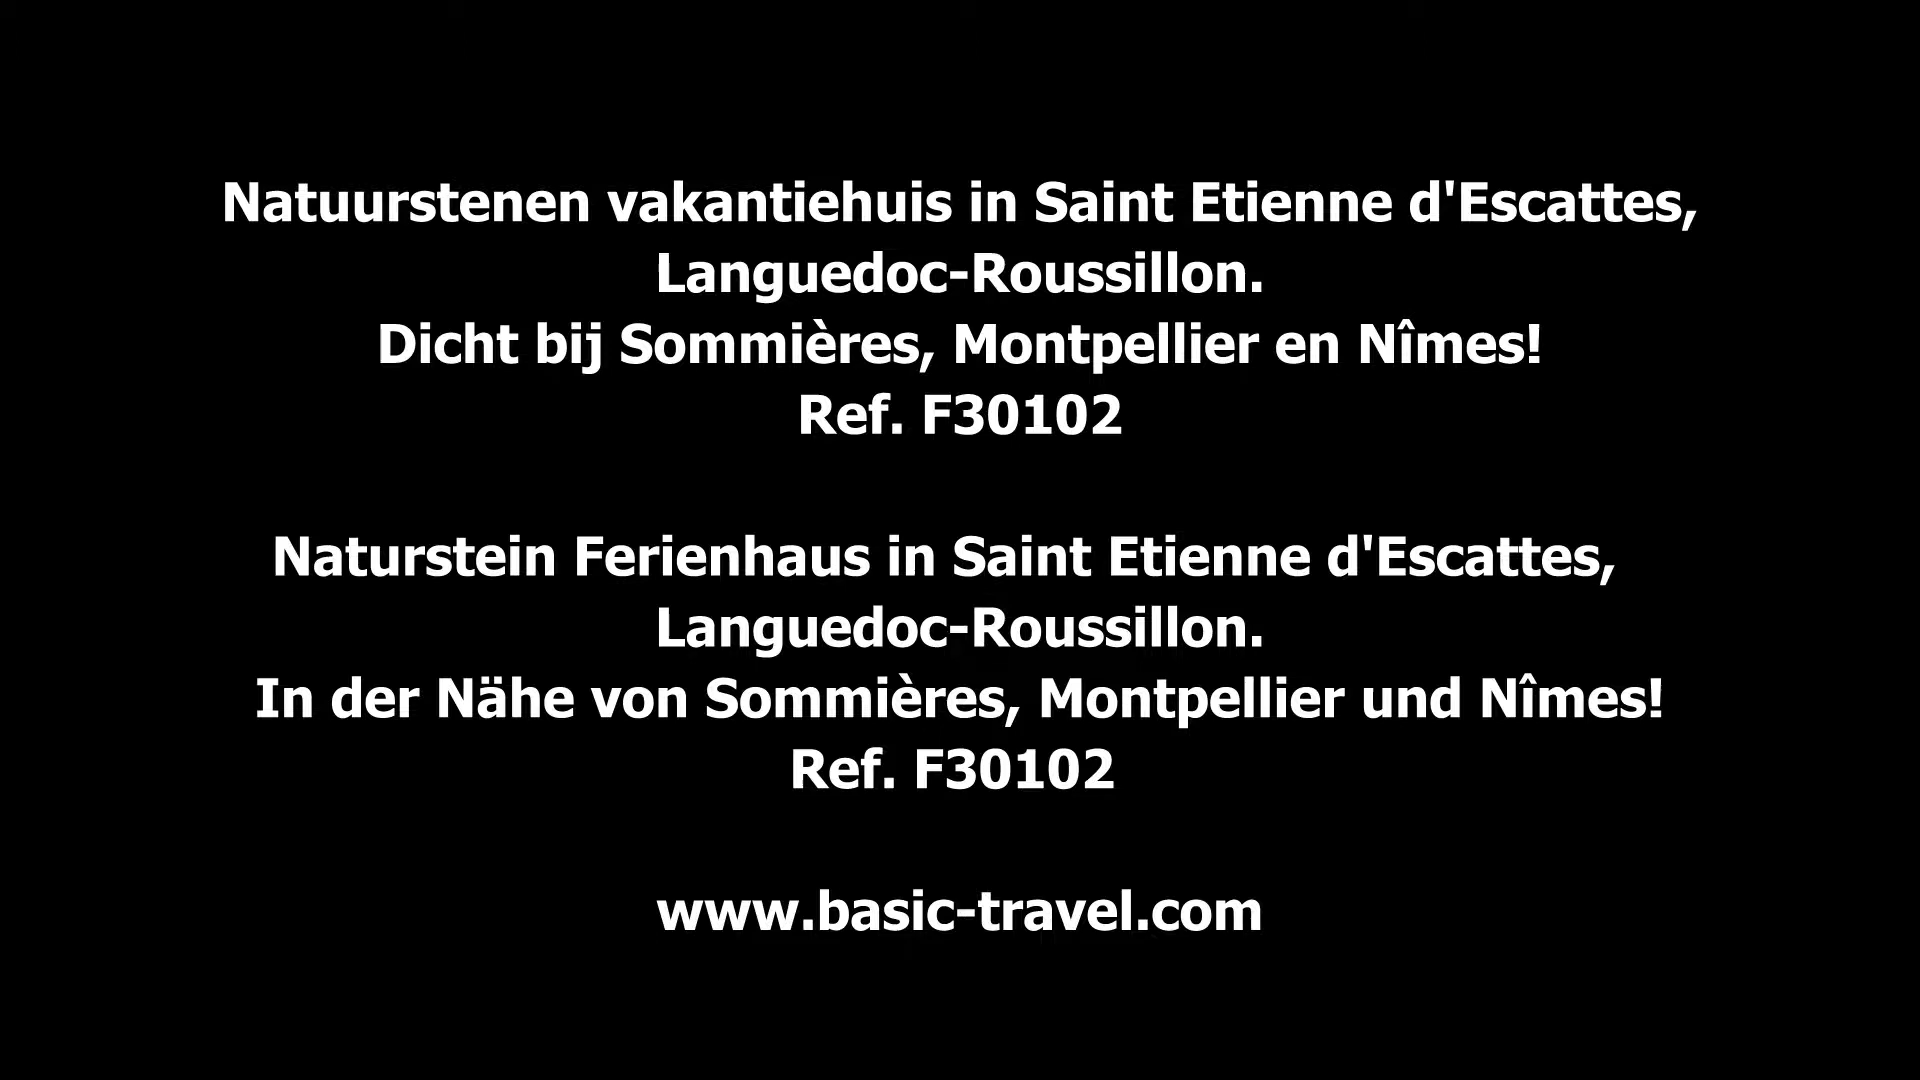 Natuurstenen vakantiehuis in Saint Etienne d'Escattes,
Languedoc-Roussillon.
Dicht bij Sommières, Montpellier en Nîmes!
Ref. F30102
Naturstein Ferienhaus in Saint Etienne d'Escattes,
Languedoc-Roussillon.
In der Nähe von Sommières, Montpellier und Nîmes!
Ref. F30102
www.basic-travel.com